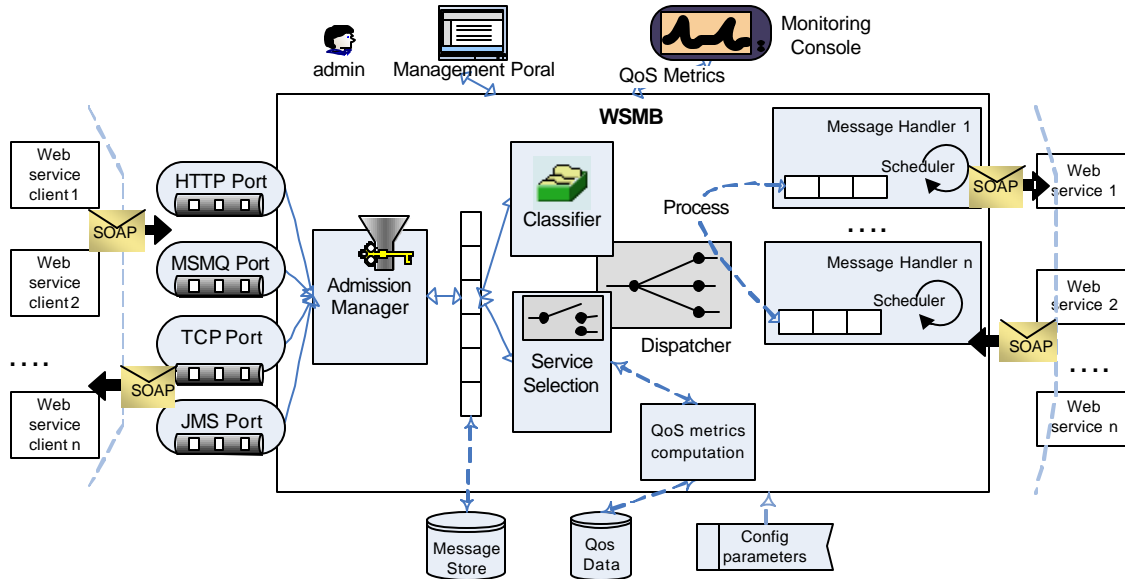 admin
Management Poral
Monitoring
Console
QoS Metrics
WSMB
Web
service
client 1
Web
service
client 2
....
Web
service
client n
SOAP
SOAP
HTTP Port
MSMQ Port
TCP Port
JMS Port
Admission
Manager
Classifier
Service
Selection
Dispatcher
Process
Message Handler 1
Scheduler
....
Message Handler n
Scheduler
SOAP
SOAP
Web
service 1
Web
service 2
....
Web
service n
QoS metrics
computation
Message
Store
Qos
Data
Config
parameters